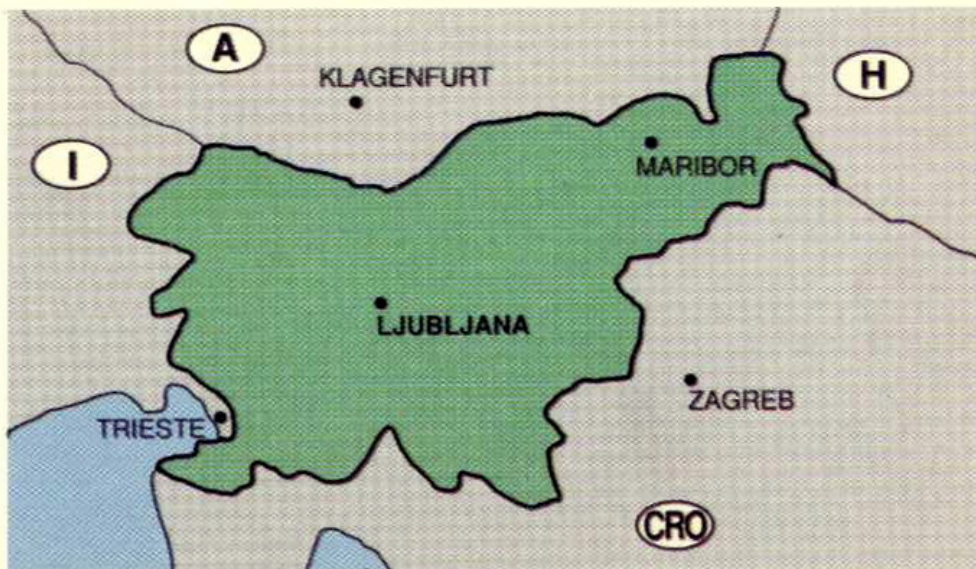 A
KLAGENFURT
H
I
MARIBOR
LJUBLJANA
ZAGREB
TRIESTE
CRO